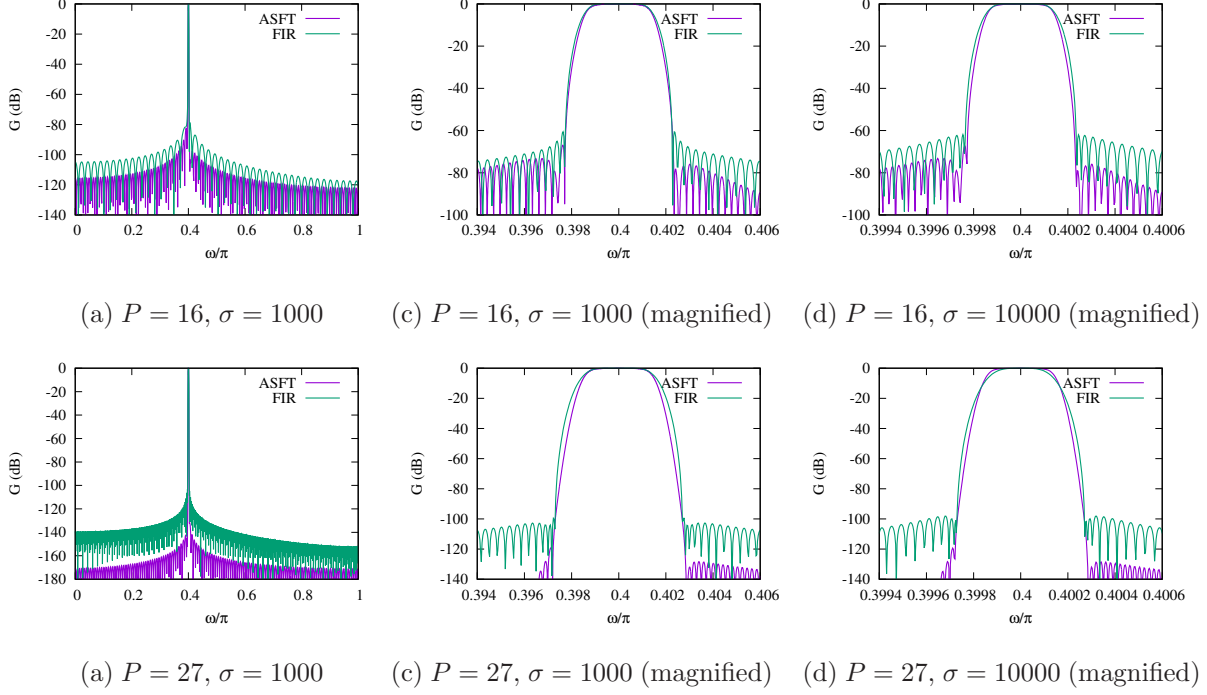 0
-20
-40
-60
-80
-100
-120
-140
0 0.2 0.4 0.6 0.8 1
G (dB)
ω/π
ASFT
FIR
0
-20
-40
-60
-80
-100
0.394 0.396 0.398 0.4 0.402 0.404 0.406
G (dB)
ω/π
ASFT
FIR
0
-20
-40
-60
-80
-100
0.3994 0.3996 0.3998 0.4 0.4002 0.4004 0.4006
G (dB)
ω/π
ASFT
FIR
(a) P = 16, σ = 1000
(c) P = 16, σ = 1000 (magnified)
(d) P = 16, σ = 10000 (magnified)
0
-20
-40
-60
-80
-100
-120
-140
-160
-180
0 0.2 0.4 0.6 0.8 1
G (dB)
ω/π
ASFT
FIR
0
-20
-40
-60
-80
-100
-120
-140
0.394 0.396 0.398 0.4 0.402 0.404 0.406
G (dB)
ω/π
ASFT
FIR
0
-20
-40
-60
-80
-100
-120
-140
0.3994 0.3996 0.3998 0.4 0.4002 0.4004 0.4006
G (dB)
ω/π
ASFT
FIR
(a) P = 27, σ = 1000
(c) P = 27, σ = 1000 (magnified)
(d) P = 27, σ = 10000 (magnified)